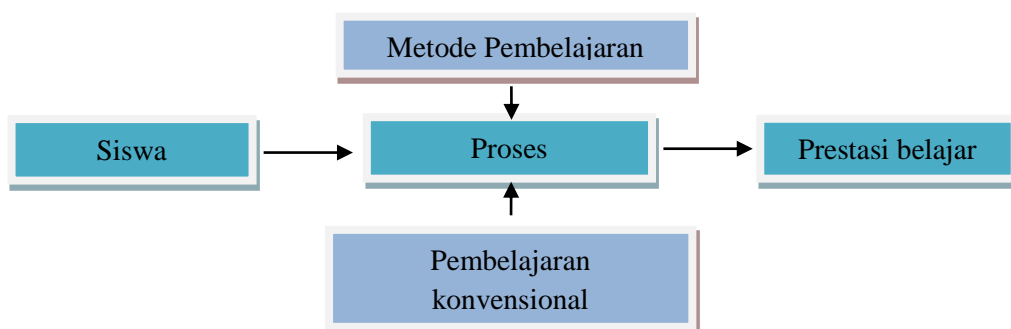 Metode Pembelajaran
Siswa
Proses
Prestasi belajar
Pembelajaran
konvensional